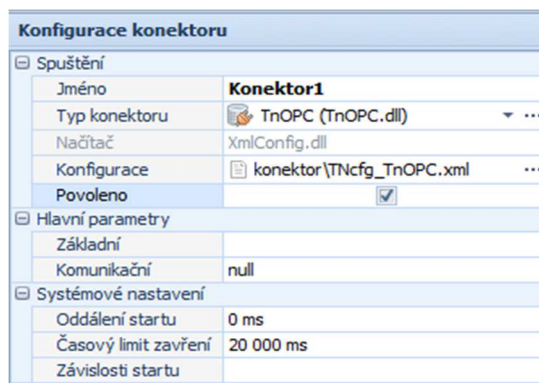 Konfigurace konektoru
Spuštění
Jméno Konektor1
Typ konektoru TnOPC (TnOPC.dll) ...
Načítač XmlConfig.dll
Konfigurace konektor\TNcfg_TnOPC.xml ...
Povoleno
Hlavní parametry
Základní
Komunikační null
Systémové nastavení
Oddálení startu 0 ms
Časový limit zavření 20 000 ms
Závislosti startu